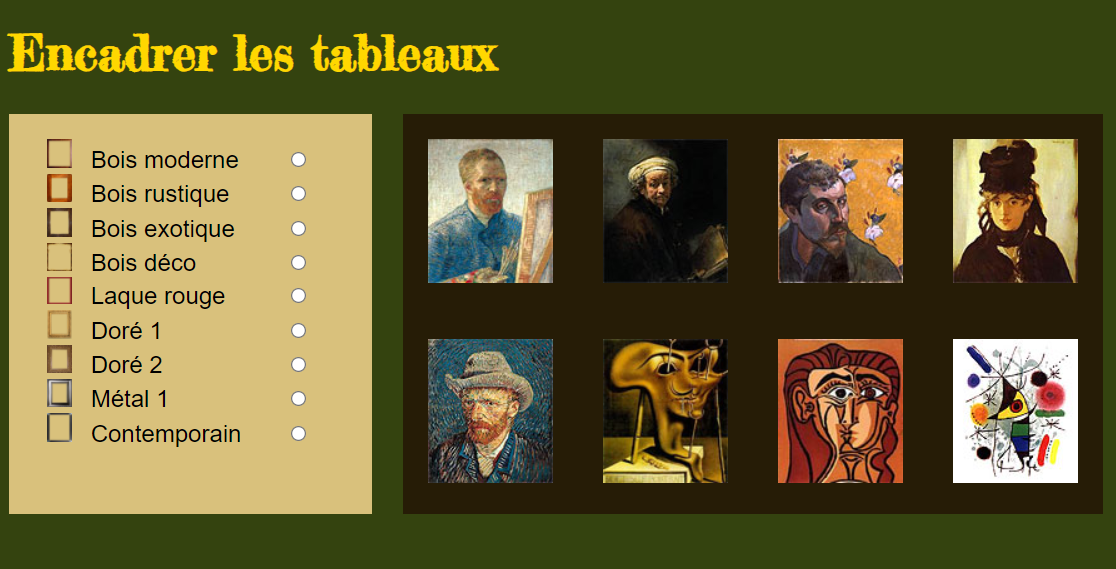 Encadrer les tableaux
Bois moderne
Bois rustique
Bois exotique
Bois déco
Laque rouge
Doré 1
Doré 2
Métal 1
Contemporain